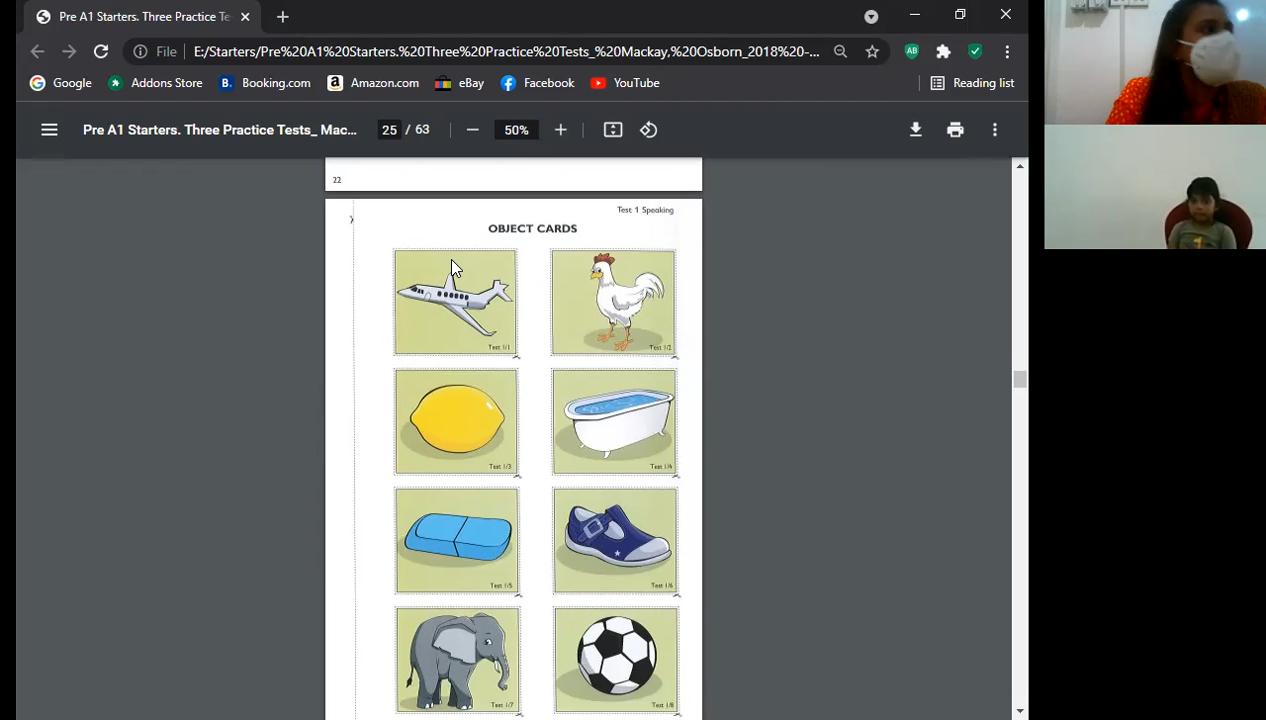 Pre A1 Starters. Three Practice Te
File E:/Starters/Pre%20A1%20Starters.%20Three%20Practice%20Tests_%20Mackay,%20Osborn_2018%20-...
AB
Google Addons Store B. Booking.com a Amazon.com eBay Facebook YouTube Reading list
Pre A1 Starters. Three Practice Tests_ Mac... 25 / 63 50%
22
Test 1 Speaking
OBJECT CARDS
Test 1/1 Test 1/2
Test 1/3 Test 1/4
Test 1/5 Test 1/6
Test 1/7 Test 1/8